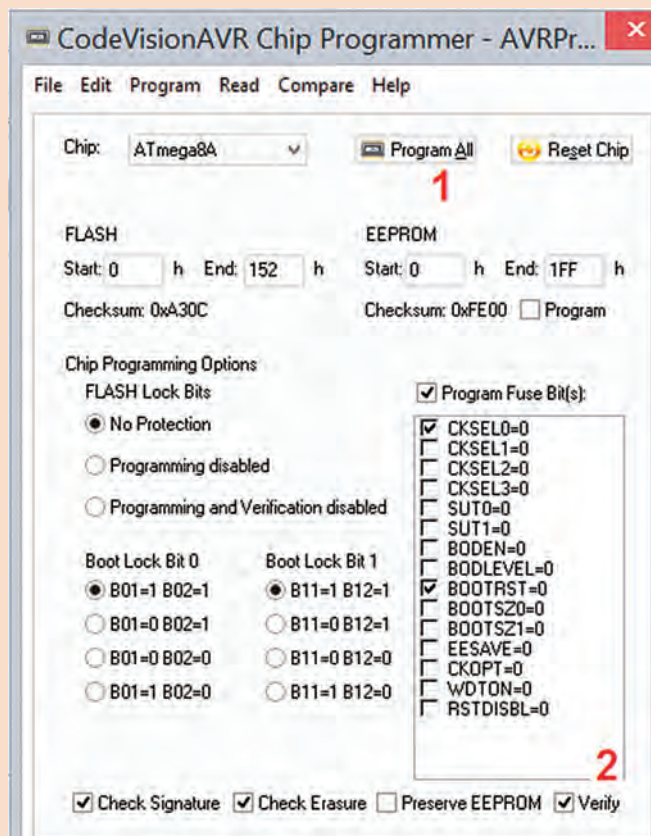 CodeVisionAVR Chip Programmer - AVRPr...
File Edit Program Read Compare Help
Chip: ATmega8A Program All Reset Chip
1
FLASH EEPROM
Start: 0 h End: 152 h Start: 0 h End: 1FF h
Checksum: 0xA30C Checksum: 0xFE00 Program
Chip Programming Options
FLASH Lock Bits Program Fuse Bit(s):
No Protection CKSEL0=0
CKSEL1=0
Programming disabled CKSEL2=0
CKSEL3=0
Programming and Verification disabled SUT0=0
SUT1=0
Boot Lock Bit 0 Boot Lock Bit 1 BODEN=0
BODLEVEL=0
B01=1 B02=1 B11=1 B12=1 BOOTRST=0
BOOTSZ0=0
B01=0 B02=1 B11=0 B12=1 BOOTSZ1=0
EESAVE=0
B01=0 B02=0 B11=0 B12=0 CKOPT=0
WDTON=0
B01=1 B02=0 B11=1 B12=0 RSTDISBL=0
2
Check Signature Check Erasure Preserve EEPROM Verify